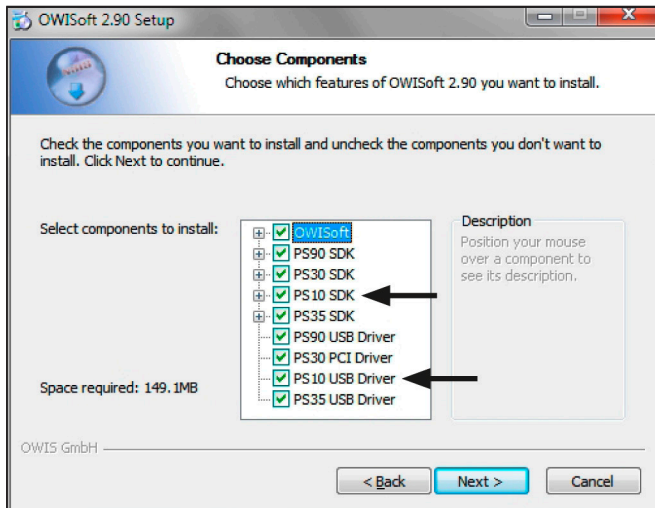 OWISoft 2.90 Setup
Choose Components
Choose which features of OWISoft 2.90 you want to install.
Check the components you want to install and uncheck the components you don't want to
install. Click Next to continue.
Select components to install:
OWISoft
PS90 SDK
PS30 SDK
PS10 SDK
PS35 SDK
PS90 USB Driver
PS30 PCI Driver
PS10 USB Driver
PS35 USB Driver
Description
Position your mouse
over a component to
see its description.
Space required: 149.1MB
OWIS GmbH
< Back
Next >
Cancel